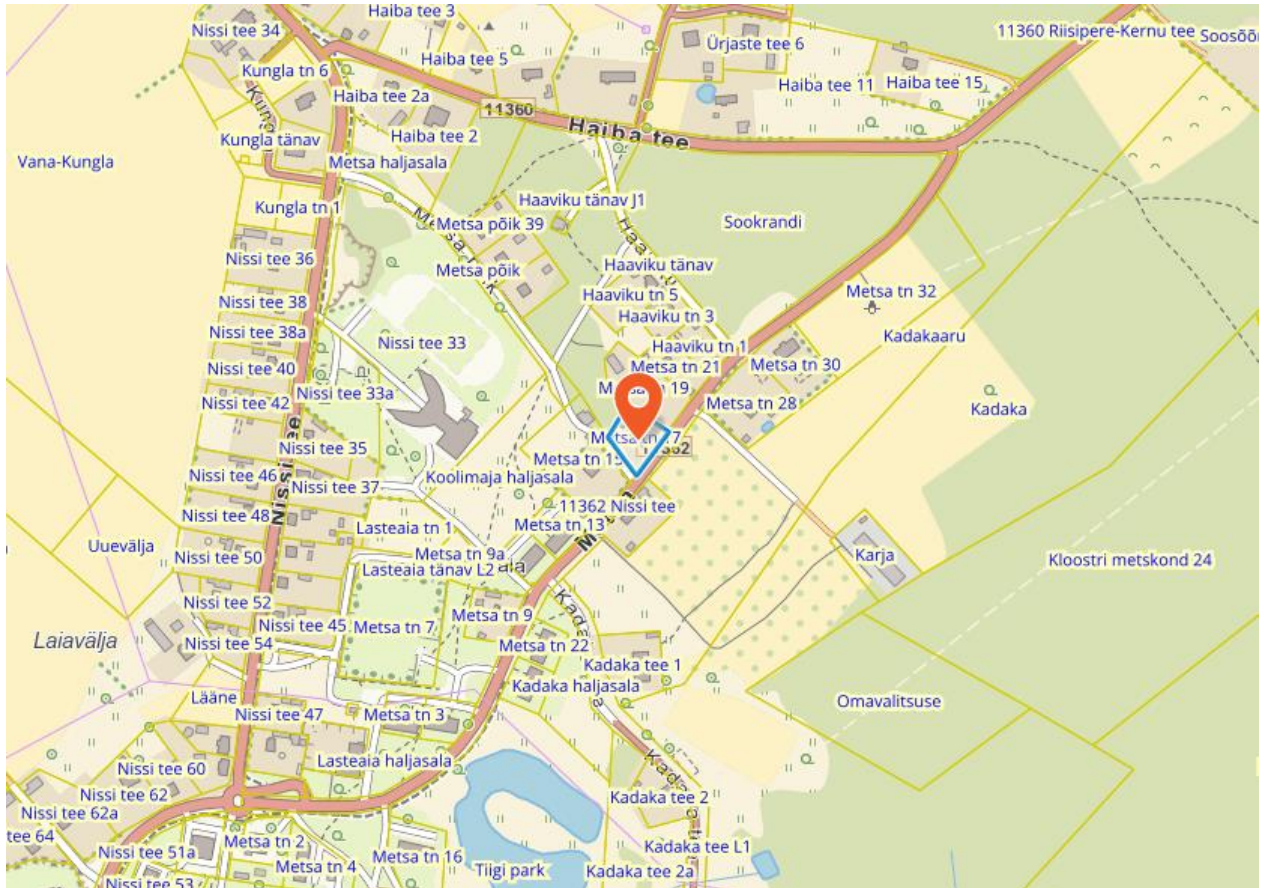 Haiba tee 3
Nissi tee 34
11360 Riisipere-Kernu tee
Ürjaste tee 6
Haiba tee 5
Kungla tn 6
Haiba tee 15
Haiba tee 11
Haiba tee 2a
11360
Haiba tee
Haiba tee 2
Kungla tänav
Vana-Kungla
Metsa haljasala
Haaviku tänav J1
Kungla tn 1
Metsa põik 39
Sookrandi
Nissi tee 36
Metsa põik
Haaviku tänav
Metsa tn 32
Haaviku tn 5
Nissi tee 38
Haaviku tn 3
Nissi tee 38a
Nissi tee 33
Kadakaaru
Haaviku tn 1
Nissi tee 40
Metsa tn 21
Metsa tn 30
Nissi tee 33a
Nissi tee 42
Metsa tn 28
Kadaka
Nissi tee
Nissi tee 35
Nissi tee 46
Nissi tee 37
Koolimaja haljasala
11362 Nissi tee
Nissi tee 48
Lasteaia tn 1
Metsa tn 13
Uuevälja
Nissi tee 50
Metsa tn 9a
Lasteaia tänav L2
Karja
Kloostri metskond 24
Nissi tee 52
Metsa tn 9
Nissi tee 45
Metsa tn 7
Laiavälja
Nissi tee 54
Metsa tn 22
Kadaka tee 1
Kadaka haljasala
Lääne
Omavalitsuse
Nissi tee 47
Metsa tn 3
Lasteaia haljasala
Nissi tee 60
Nissi tee 62
Kadaka tee 2
Nissi tee 62a
tee 64
Metsa tn 2
Kadaka tee L1
Nissi tee 51a
Metsa tn 16
Metsa tn 4
Tiigi park
Kadaka tee 2a
Nissi tee 53